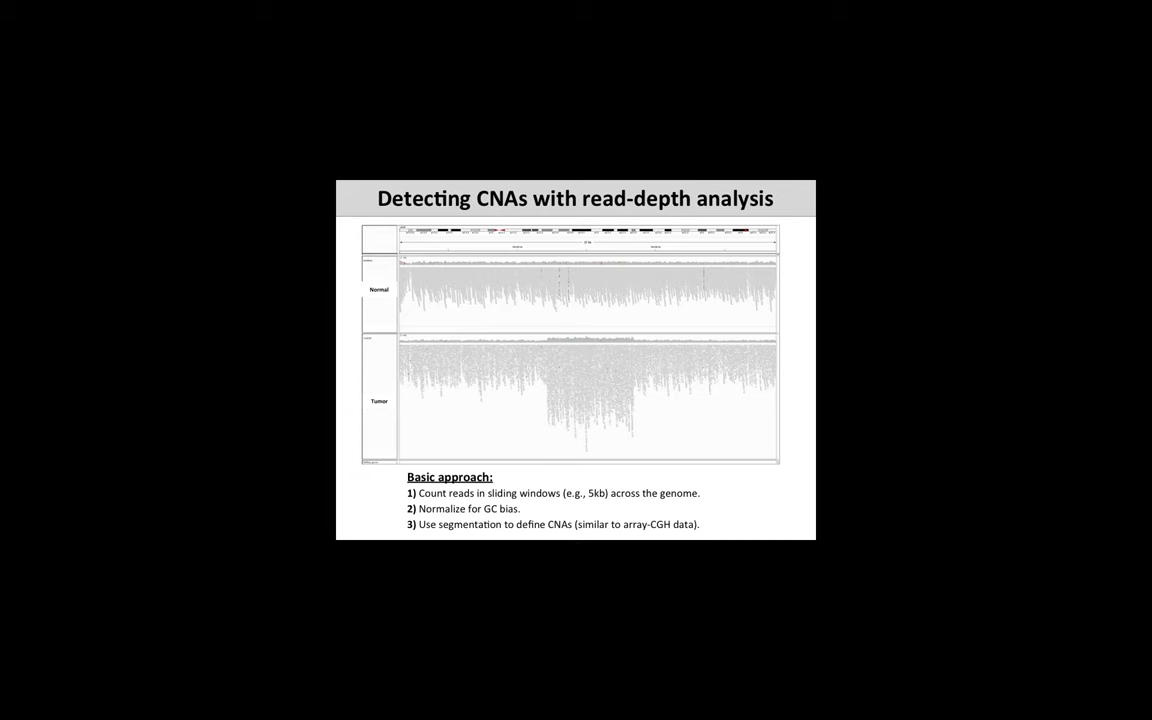 Detecting CNAs with read-depth analysis
Normal
Tumor
Basic approach:
1) Count reads in sliding windows (e.g., 5kb) across the genome.
2) Normalize for GC bias.
3) Use segmentation to define CNAs (similar to array-CGH data).